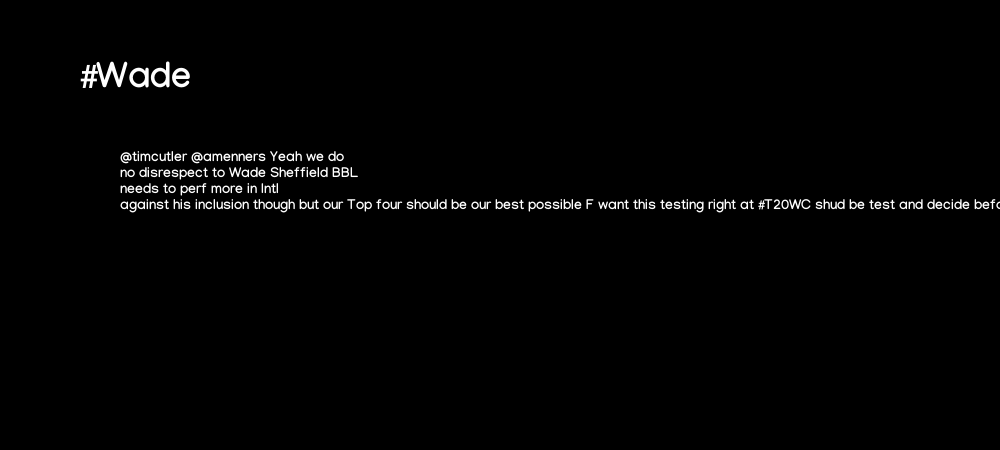 #Wade
@timcutler @amenners Yeah we do
no disrespect to Wade Sheffield BBL
needs to perf more in Intl
against his inclusion though but our Top four should be our best possible F want this testing right at #T20WC shud be test and decide